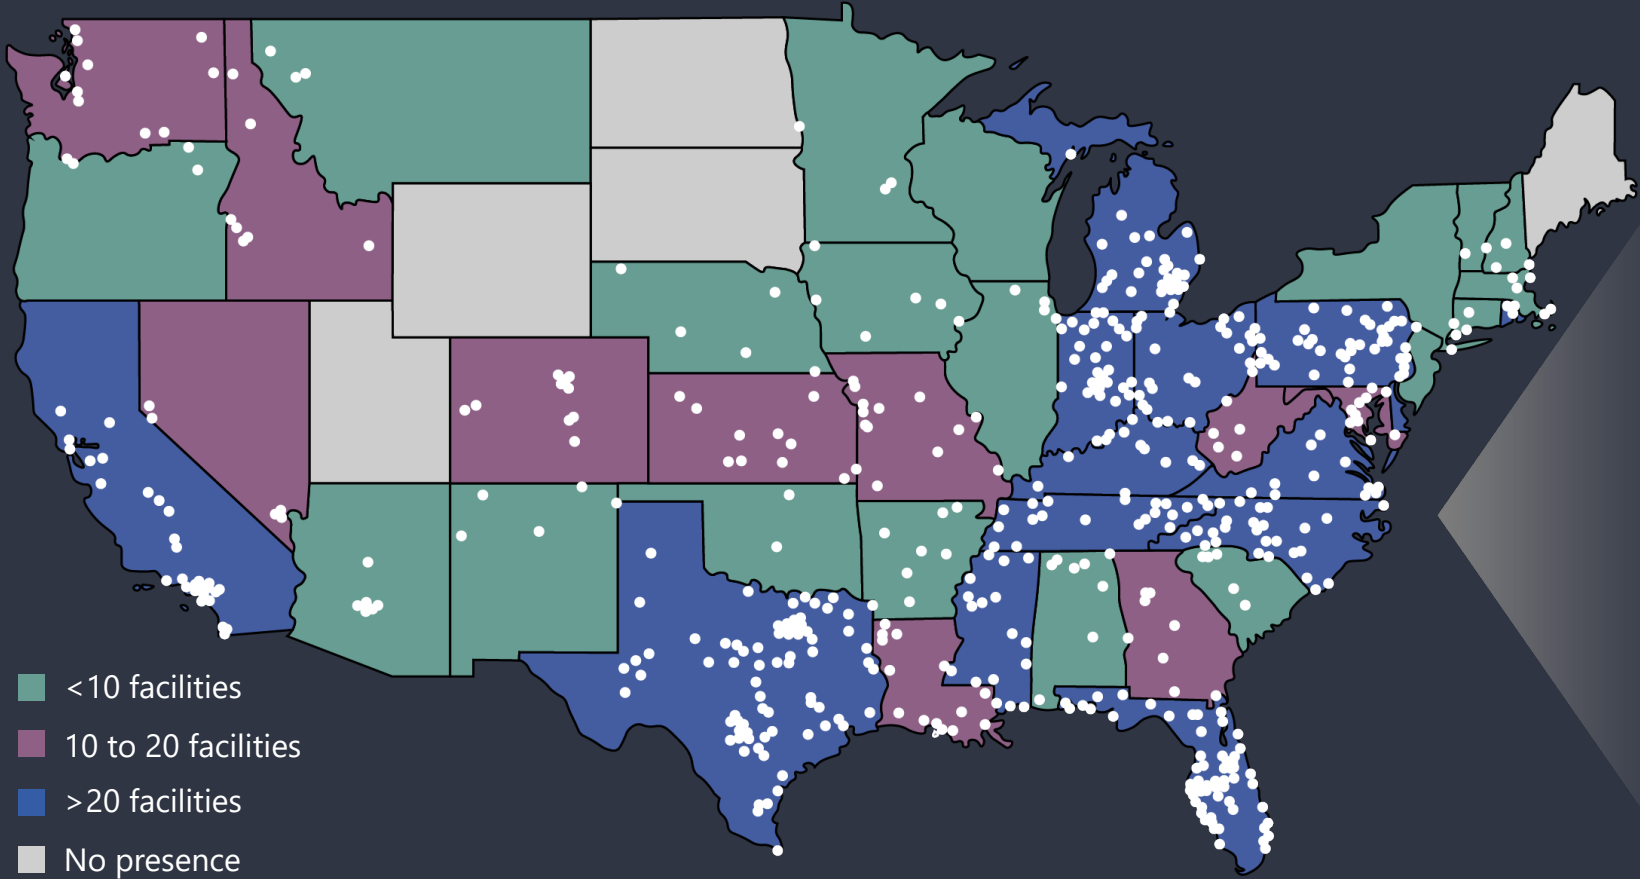 <10 facilities
10 to 20 facilities
>20 facilities
No presence